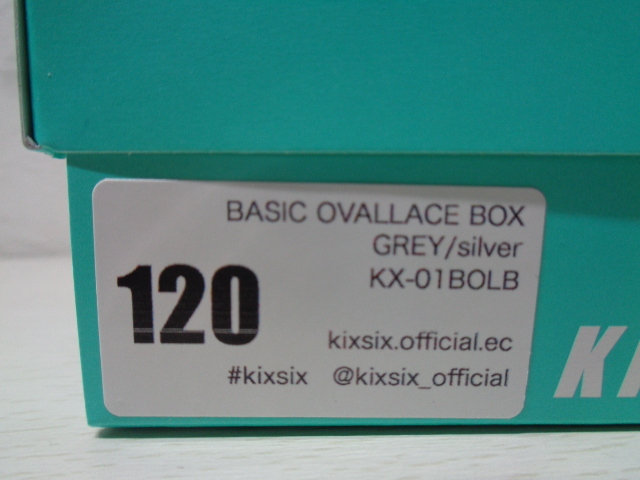 BASIC OVALLACE BOX
GREY/silver
KX-01BOLB
120
kixsix.official.ec
#kixsix @kixsix_official